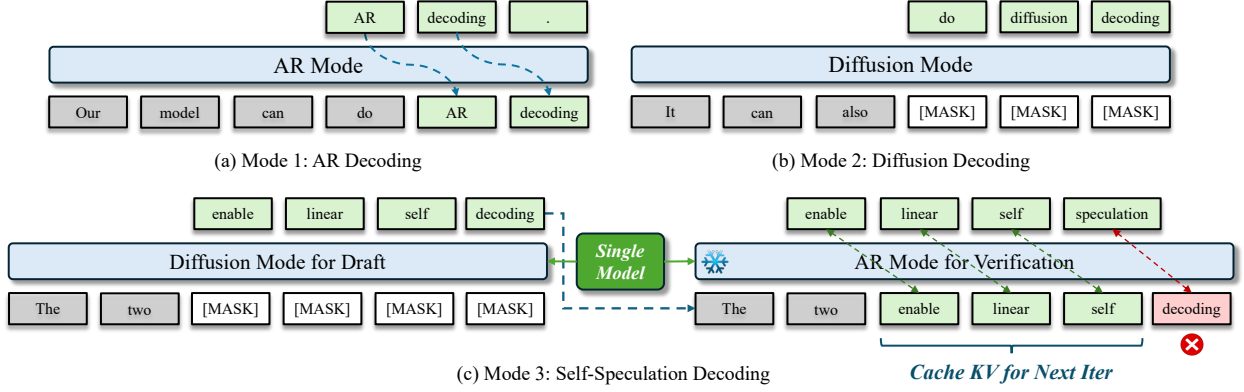 AR decoding .
AR Mode
Our model can do AR decoding
(a) Mode 1: AR Decoding
do diffusion decoding
Diffusion Mode
It can also [MASK] [MASK] [MASK]
(b) Mode 2: Diffusion Decoding
enable linear self decoding
Diffusion Mode for Draft
The two [MASK] [MASK] [MASK] [MASK]
Single
Model
enable linear self speculation
AR Mode for Verification
The two enable linear self decoding
Cache KV for Next Iter
(c) Mode 3: Self-Speculation Decoding